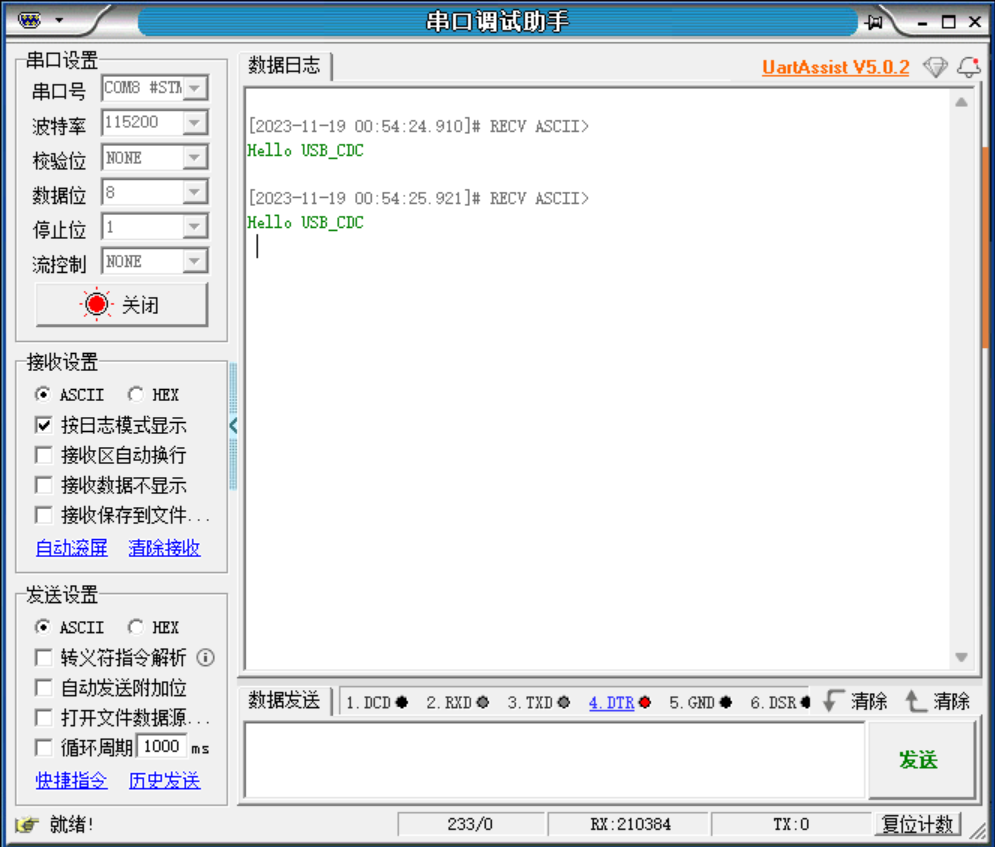 串口调试助手
串口设置
串口号 COM8 #STM
波特率 115200
校验位 NONE
数据位 8
停止位 1
流控制 NONE
关闭
接收设置
ASCII HEX
按日志模式显示
接收区自动换行
接收数据不显示
接收保存到文件...
自动滚屏 清除接收
发送设置
ASCII HEX
转义符指令解析
自动发送附加位
打开文件数据源...
循环周期 1000 ms
快捷指令 历史发送
数据日志 UartAssist V5.0.2
[2023-11-19 00:54:24.910]# RECV ASCII>
Hello USB_CDC
[2023-11-19 00:54:25.921]# RECV ASCII>
Hello USB_CDC
数据发送 1.DCD 2.RXD 3.TXD 4.DTR 5.GND 6.DSR 清除 清除
发送
就绪! 233/0 RX:210384 TX:0 复位计数